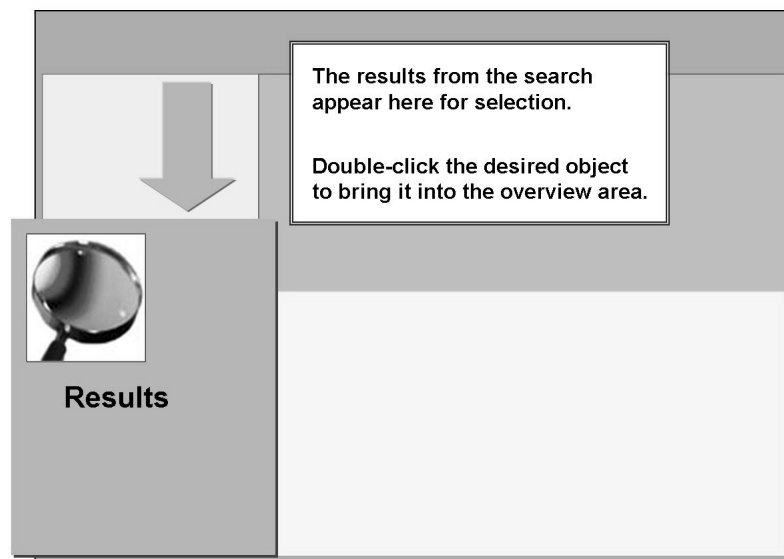 The results from the search
appear here for selection.
Double-click the desired object
to bring it into the overview area.
Results